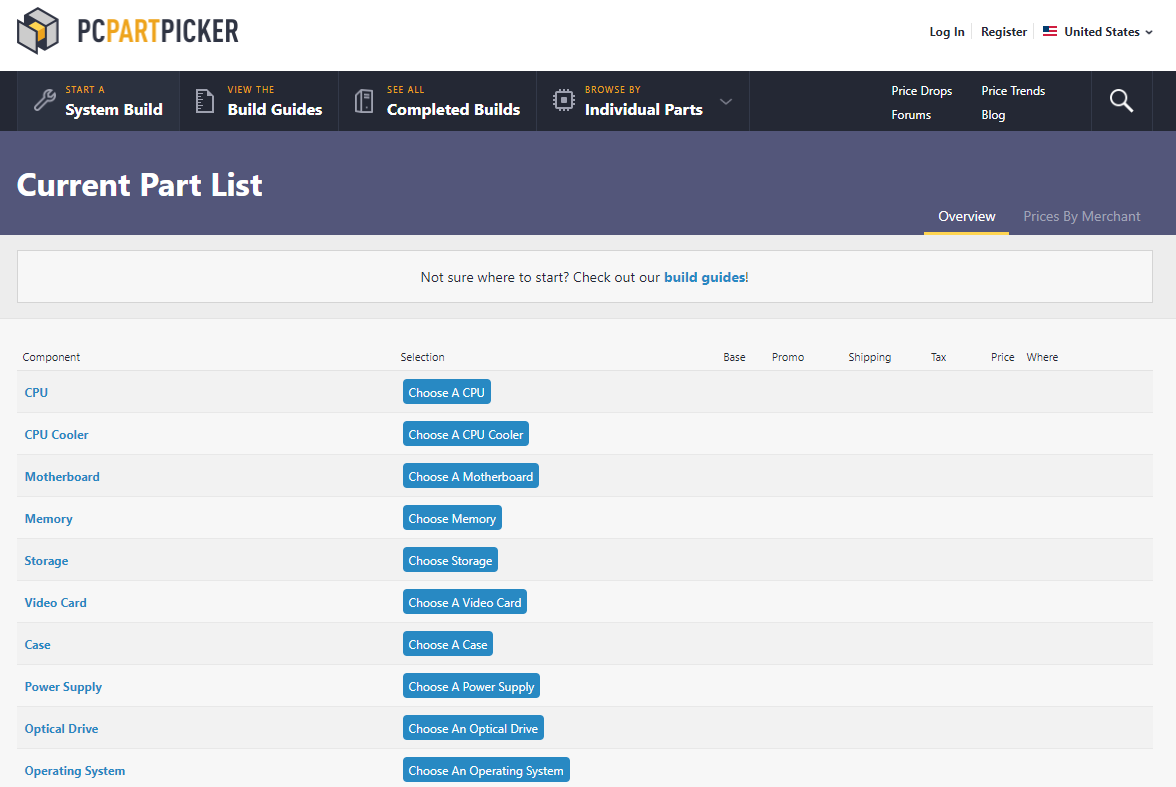 PCPARTPICKER
Log In Register United States
START A
System Build
VIEW THE
Build Guides
SEE ALL
Completed Builds
BROWSE BY
Individual Parts
Price Drops Price Trends
Forums Blog
Current Part List
Overview Prices By Merchant
Not sure where to start? Check out our build guides!
Component Selection Base Promo Shipping Tax Price Where
CPU Choose A CPU
CPU Cooler Choose A CPU Cooler
Motherboard Choose A Motherboard
Memory Choose Memory
Storage Choose Storage
Video Card Choose A Video Card
Case Choose A Case
Power Supply Choose A Power Supply
Optical Drive Choose An Optical Drive
Operating System Choose An Operating System